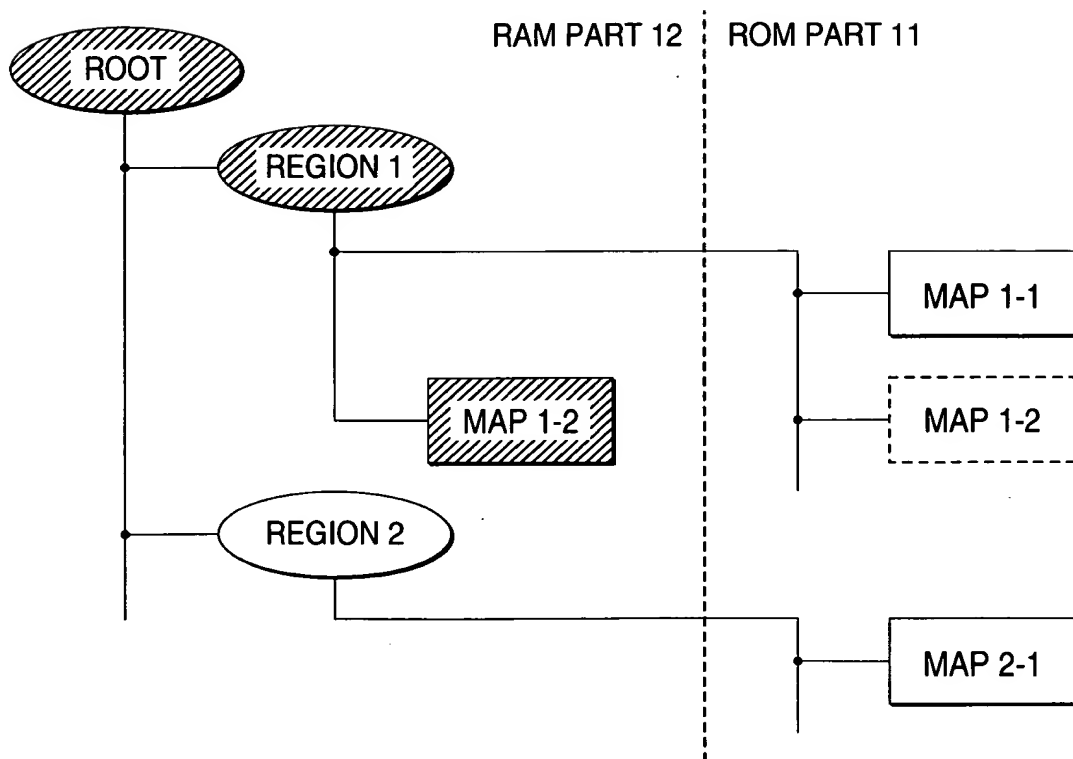 RAM PART 12
ROM PART 11
ROOT
REGION 1
MAP 1-1
MAP 1-2
MAP 1-2
REGION 2
MAP 2-1